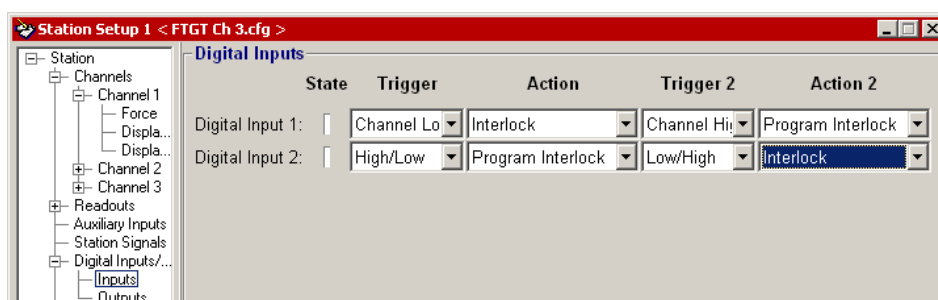 Station Setup 1 < FTGT Ch 3.cfg >
Station
Channels
Channel 1
Force
Displa...
Displa...
Channel 2
Channel 3
Readouts
Auxiliary Inputs
Station Signals
Digital Inputs/...
Inputs
Outputs
Digital Inputs
State Trigger Action Trigger 2 Action 2
Digital Input 1: Channel Lo Interlock Channel Hig Program Interlock
Digital Input 2: High/Low Program Interlock Low/High Interlock